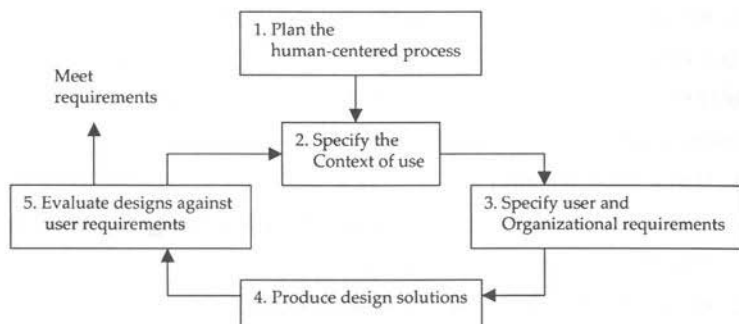 1. Plan the
human-centered process
Meet
requirements
2. Specify the
Context of use
5. Evaluate designs against
user requirements
3. Specify user and
Organizational requirements
4. Produce design solutions